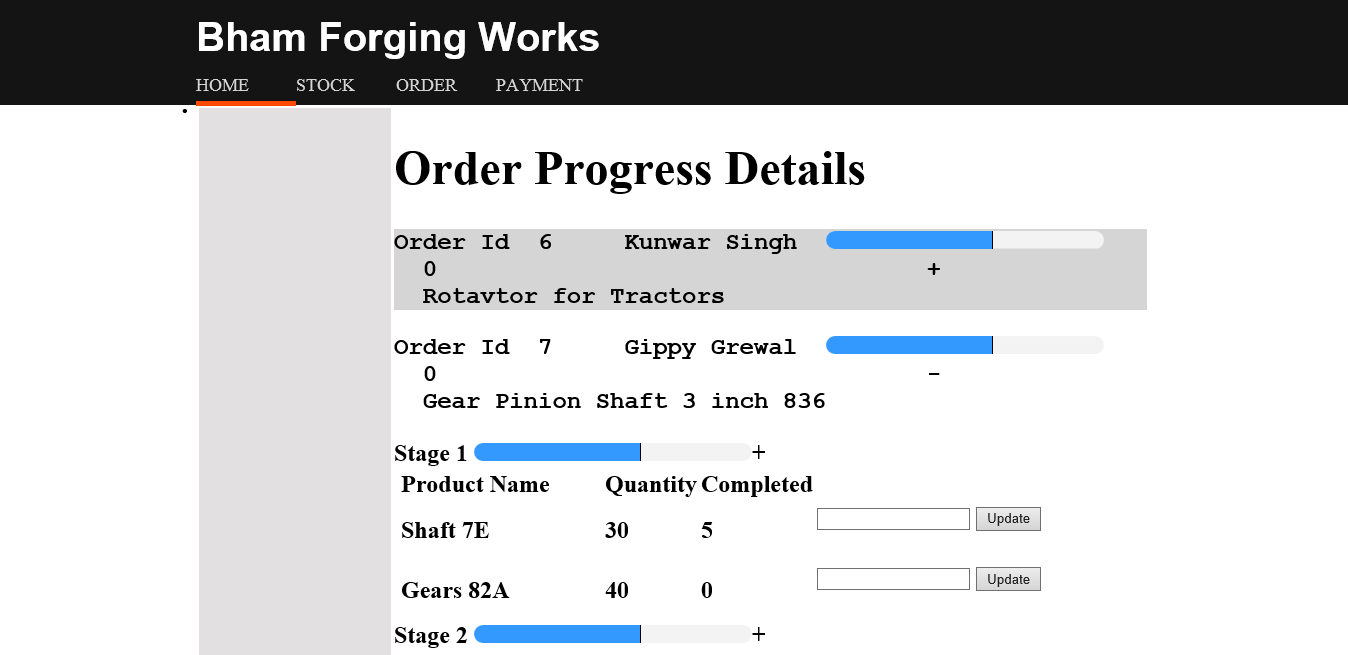 Bham Forging Works
HOME STOCK ORDER PAYMENT
Order Progress Details
Order Id 6 Kunwar Singh
0 +
Rotavtor for Tractors
Order Id 7 Gippy Grewal
0 -
Gear Pinion Shaft 3 inch 836
Stage 1 +
Product Name Quantity Completed
Shaft 7E 30 5 Update
Gears 82A 40 0 Update
Stage 2 +